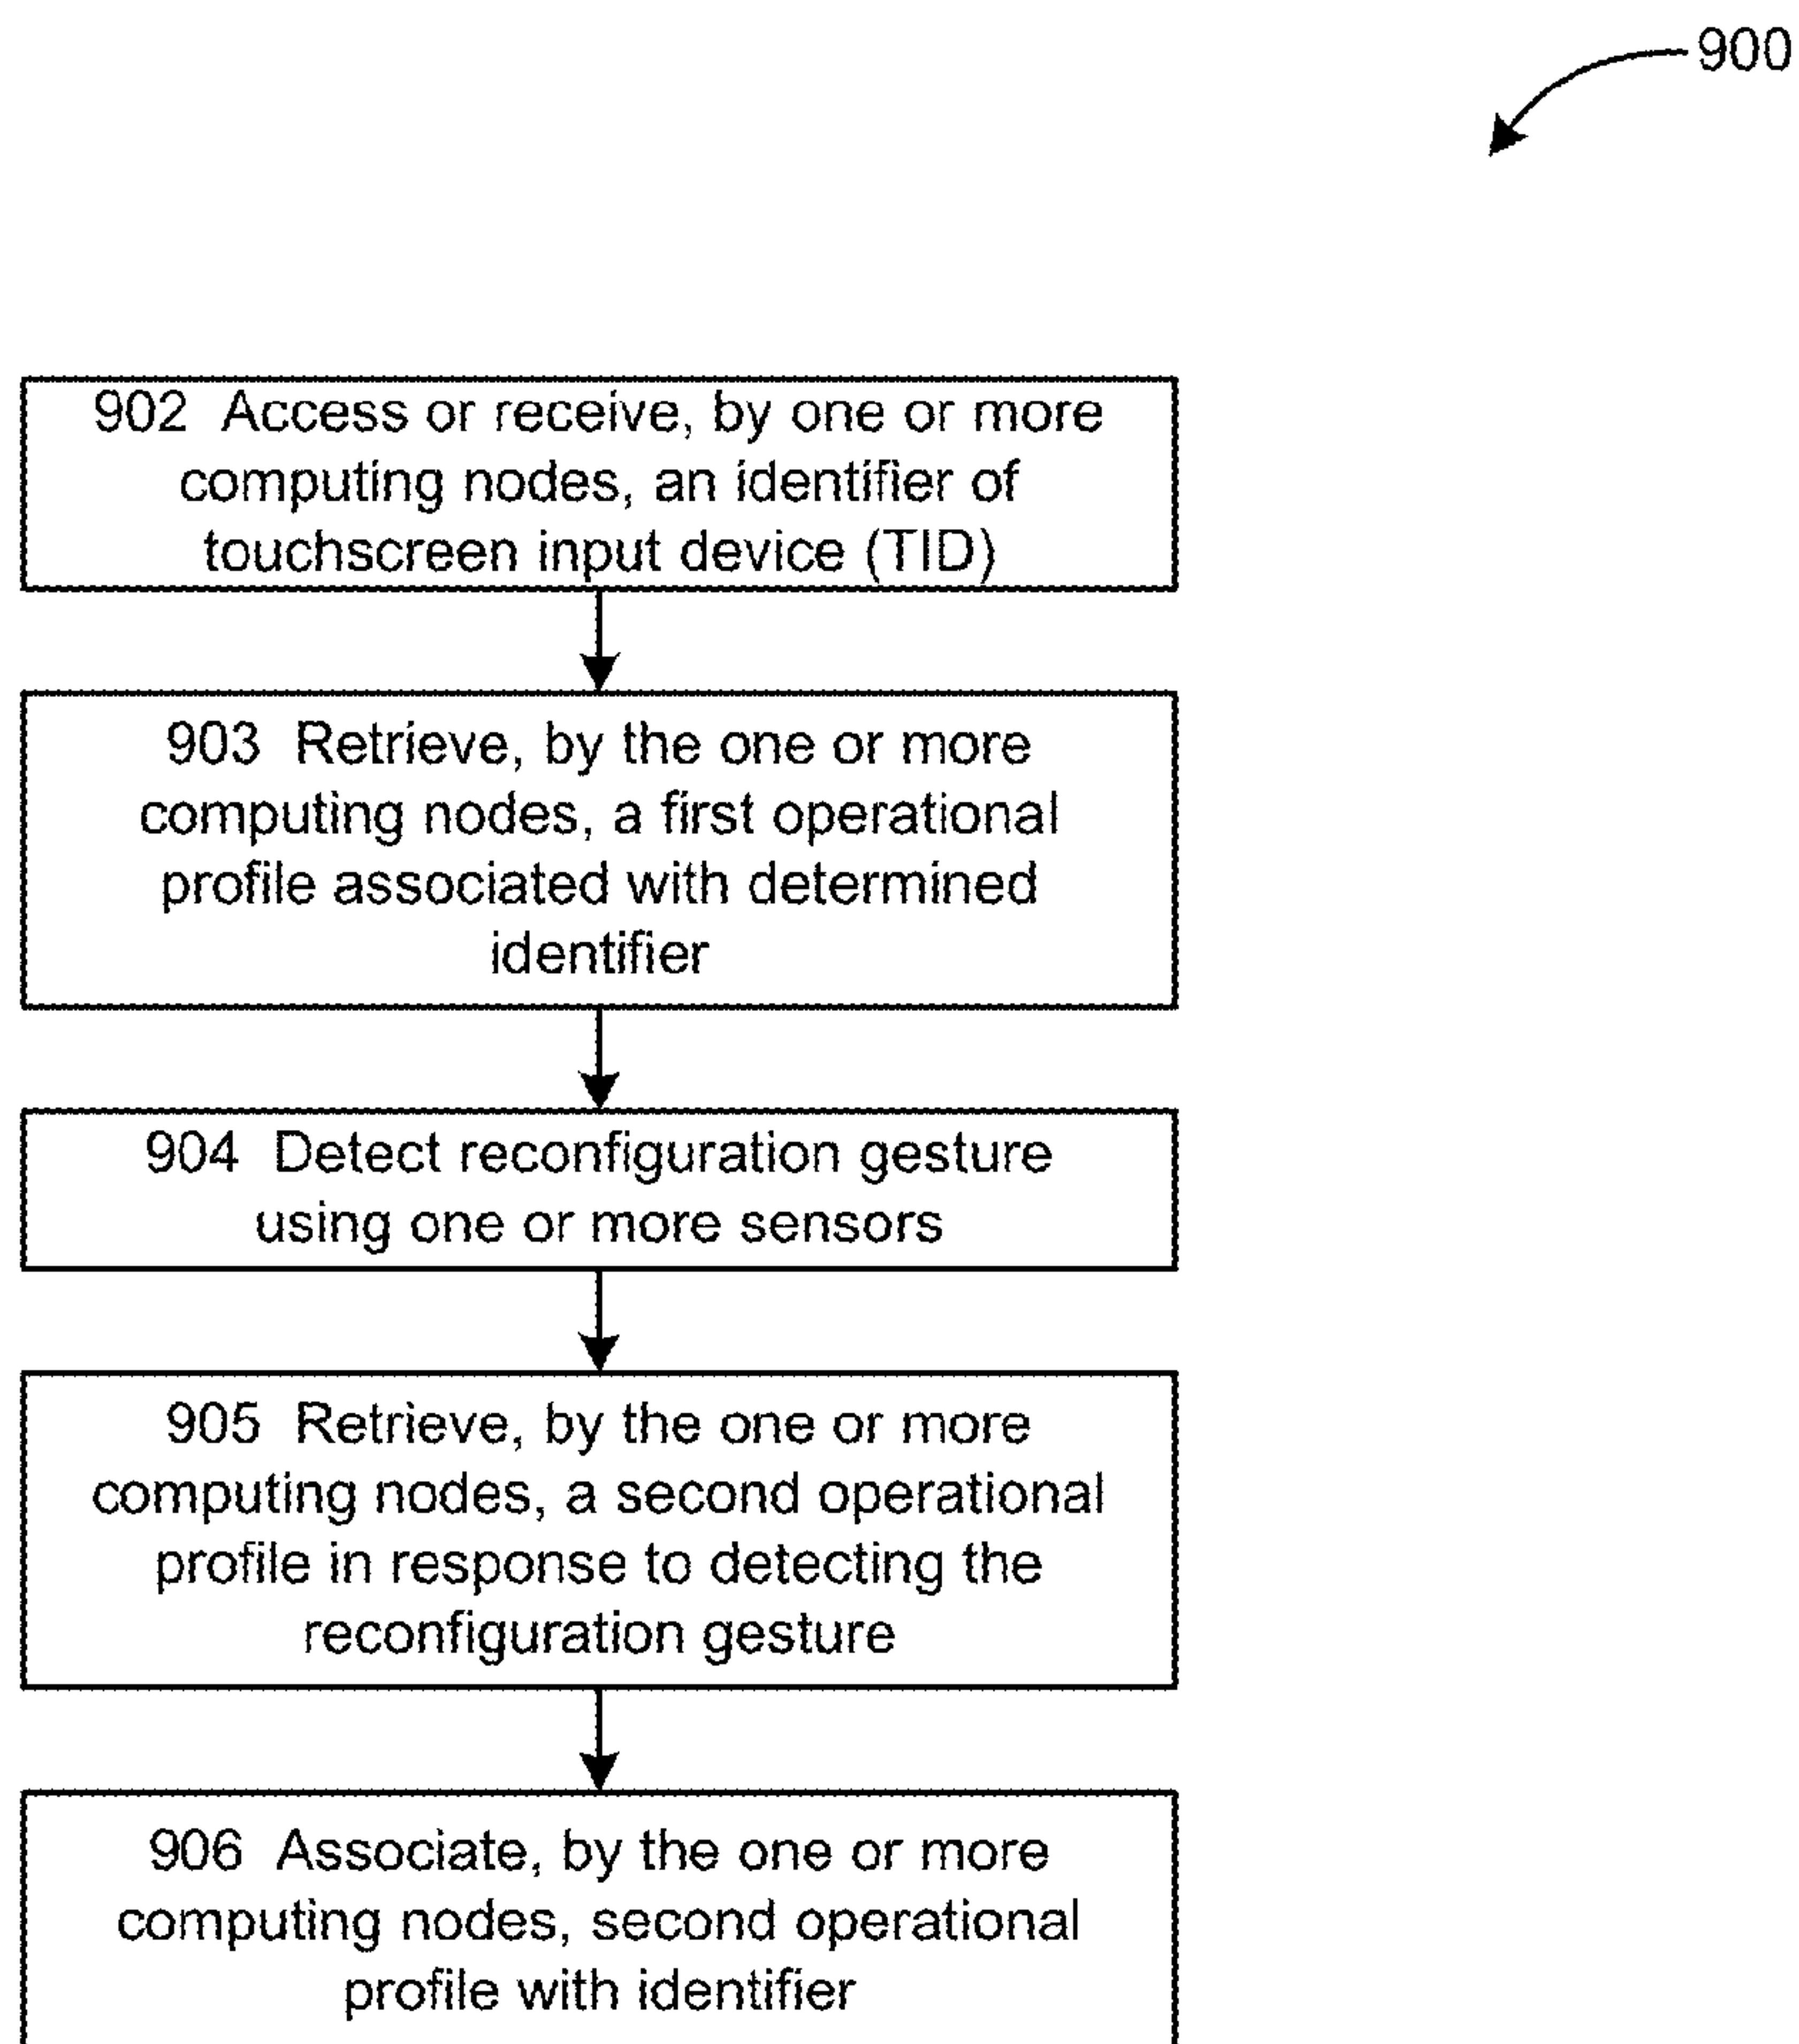 900
902 Access or receive, by one or more
computing nodes, an identifier of
touchscreen input device (TID)
903 Retrieve, by the one or more
computing nodes, a first operational
profile associated with determined
identifier
904 Detect reconfiguration gesture
using one or more sensors
905 Retrieve, by the one or more
computing nodes, a second operational
profile in response to detecting the
reconfiguration gesture
906 Associate, by the one or more
computing nodes, second operational
profile with identifier